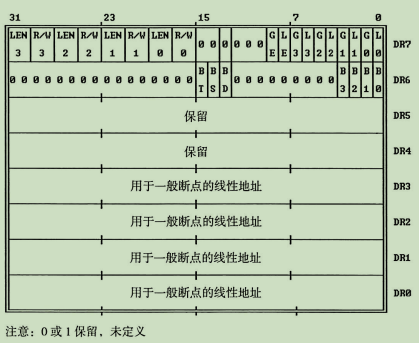 31 23 15 7 0
LEN R/W LEN R/W LEN R/W LEN R/W 0 0 0 0 0 0 G L G L G L G L G L DR7
3 3 2 2 1 1 0 0 E E 3 3 2 2 1 1 0 0
0 0 0 0 0 0 0 0 0 0 0 0 0 0 0 0 B B B 0 0 0 0 0 0 0 0 0 B B B B DR6
T S D 3 2 1 0
保留 DR5
保留 DR4
用于一般断点的线性地址 DR3
用于一般断点的线性地址 DR2
用于一般断点的线性地址 DR1
用于一般断点的线性地址 DR0
注意：0 或 1 保留，未定义